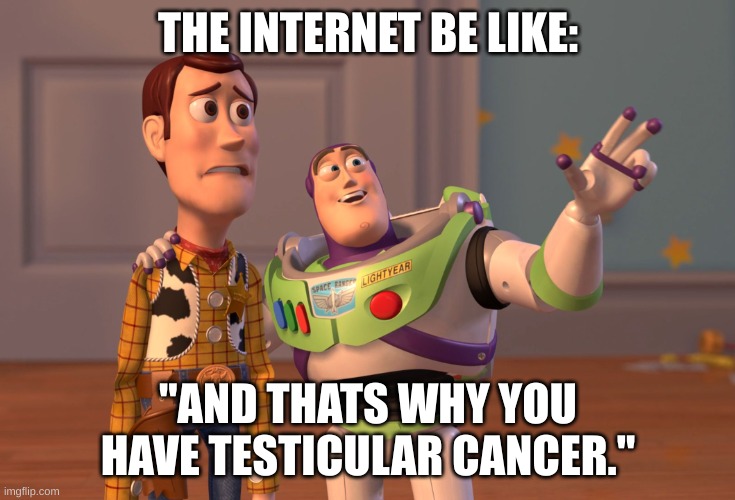 THE INTERNET BE LIKE:
SPACE RANGER
LIGHTYEAR
"AND THATS WHY YOU
HAVE TESTICULAR CANCER."
imgflip.com